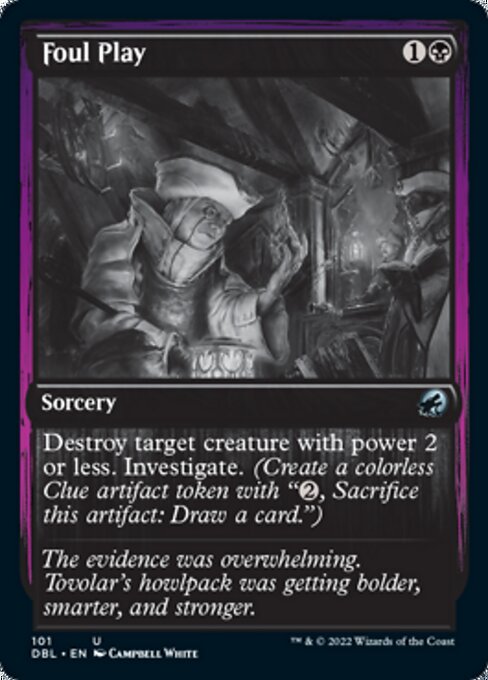 Foul Play 1
Sorcery
Destroy target creature with power 2
or less. Investigate. (Create a colorless
Clue artifact token with “2,
Sacrifice
this artifact: Draw a card.”)
The evidence was overwhelming.
Tovolar’s howlpack was getting bolder,
smarter, and stronger.
101 U
DBL • EN CAMPBELL WHITE
™ & © 2022 Wizards of the Coast